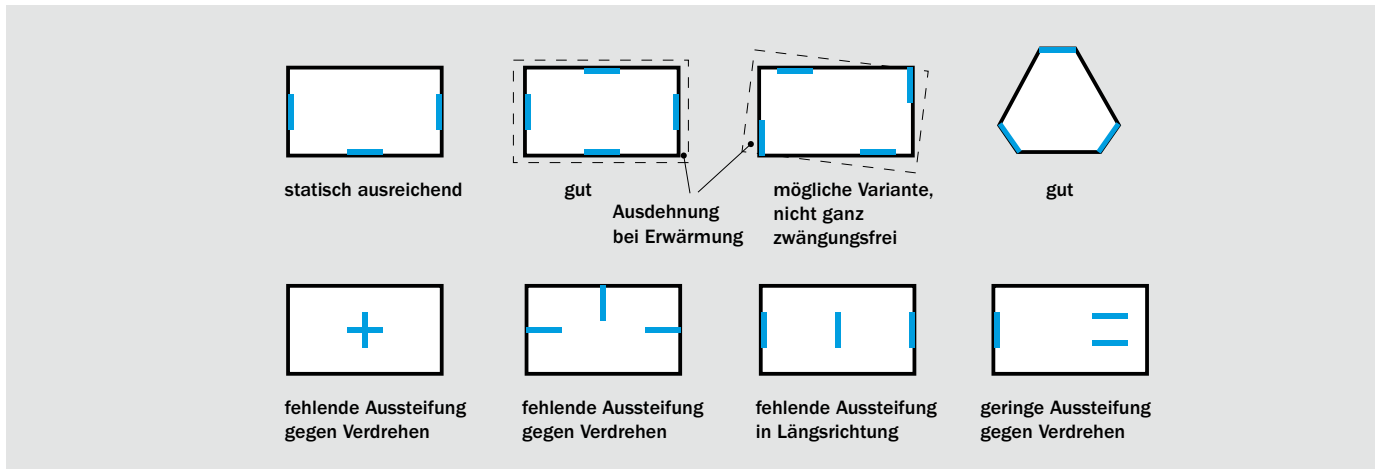 statisch ausreichend
gut
Ausdehnung
bei Erwärmung
mögliche Variante,
nicht ganz
zwängungsfrei
gut
fehlende Aussteifung
gegen Verdrehen
fehlende Aussteifung
gegen Verdrehen
fehlende Aussteifung
in Längsrichtung
geringe Aussteifung
gegen Verdrehen